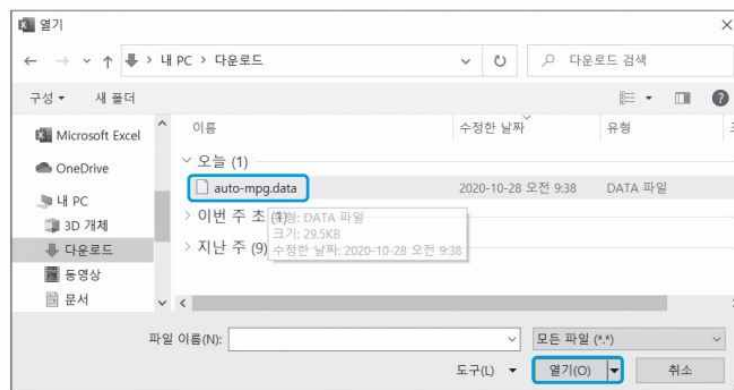 열기
내 PC > 다운로드
다운로드 검색
구성
새 폴더
이름
수정한 날짜
유형
Microsoft Excel
OneDrive
내 PC
3D 개체
다운로드
동영상
문서
오늘 (1)
auto-mpg.data
2020-10-28 오전 9:38
DATA 파일
이번 주 초 (1)
유형: DATA 파일
크기: 29.5KB
수정한 날짜: 2020-10-28 오전 9:38
지난 주 (9)
파일 이름(N):
모든 파일 (*.*)
도구(L)
열기(O)
취소